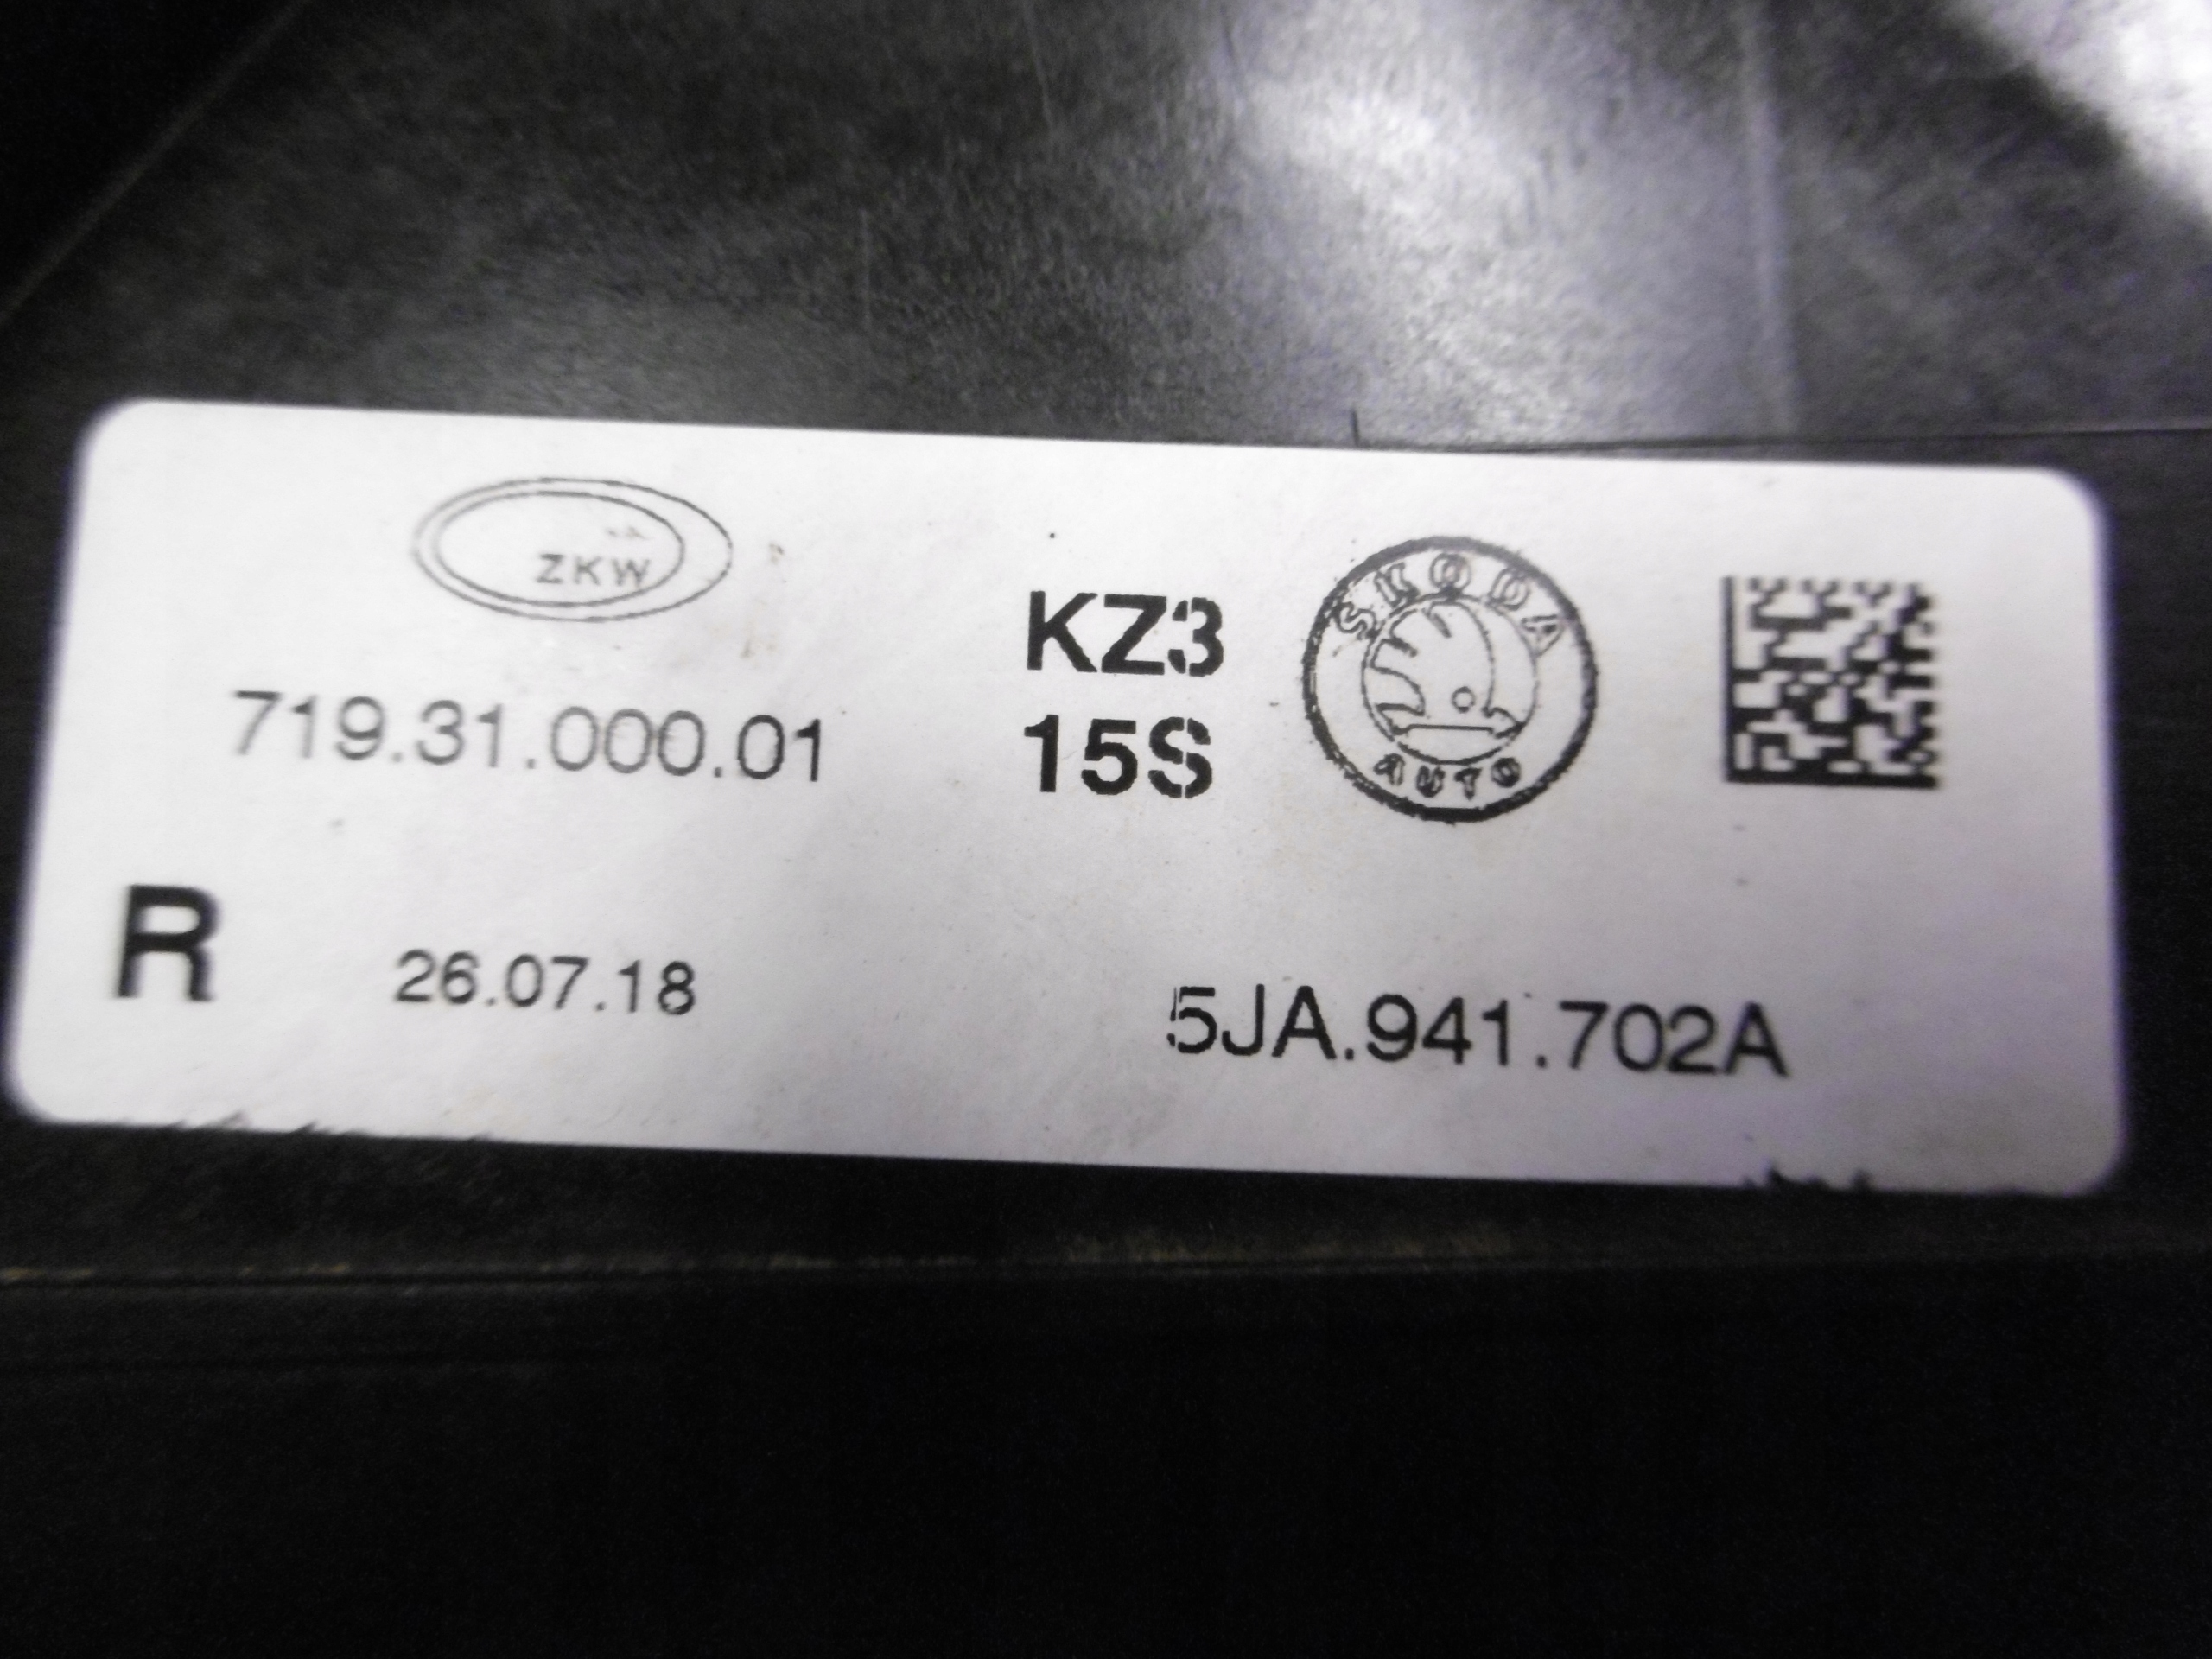 ZKW
719.31.000.01
KZ3
15S
SKODA
AUTO
R
26.07.18
5JA.941.702A